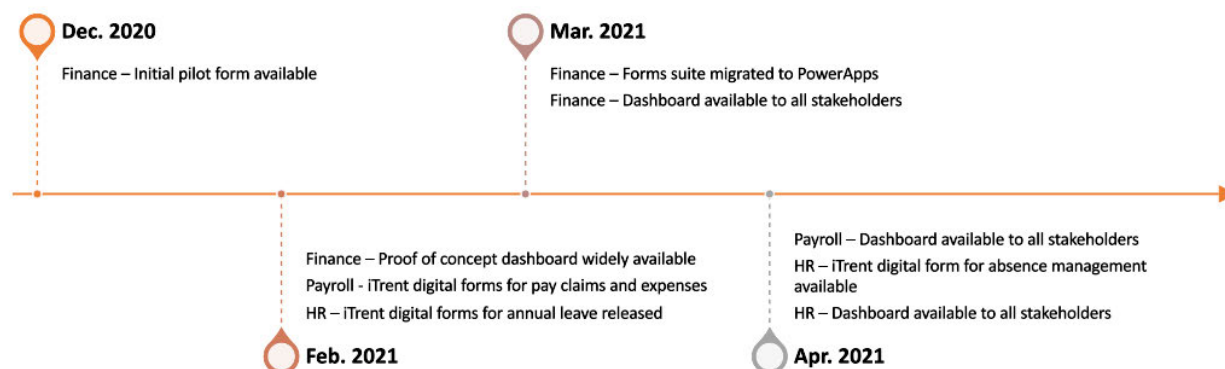 Dec. 2020
Finance – Initial pilot form available
Mar. 2021
Finance – Forms suite migrated to PowerApps
Finance – Dashboard available to all stakeholders
Finance – Proof of concept dashboard widely available
Payroll - iTrent digital forms for pay claims and expenses
HR – iTrent digital forms for annual leave released
Feb. 2021
Payroll – Dashboard available to all stakeholders
HR – iTrent digital form for absence management
available
HR – Dashboard available to all stakeholders
Apr. 2021